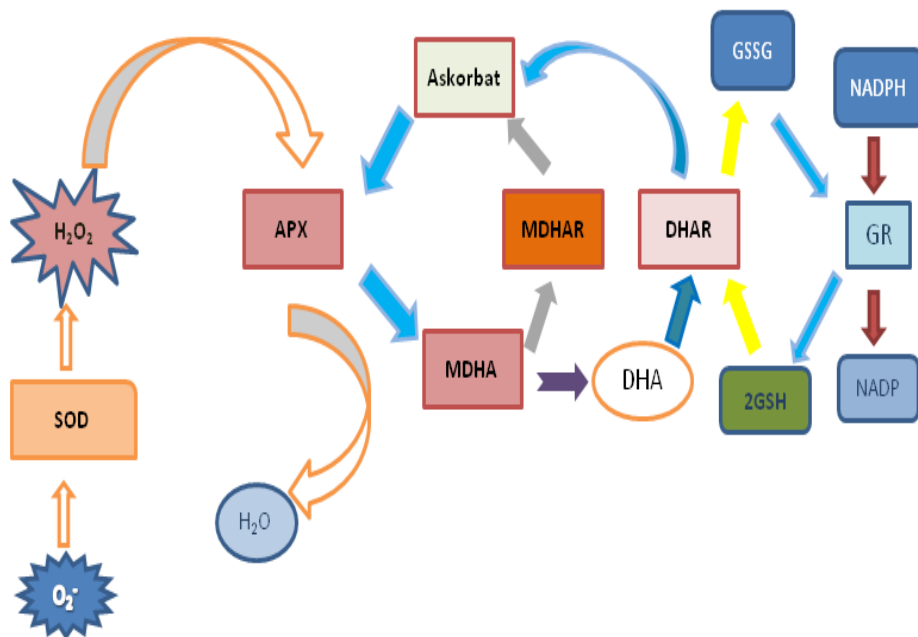 GSSG
NADPH
Askorbat
H₂O₂
APX
MDHAR
DHAR
GR
MDHA
DHA
2GSH
NADP
SOD
H₂O
O₂⁻